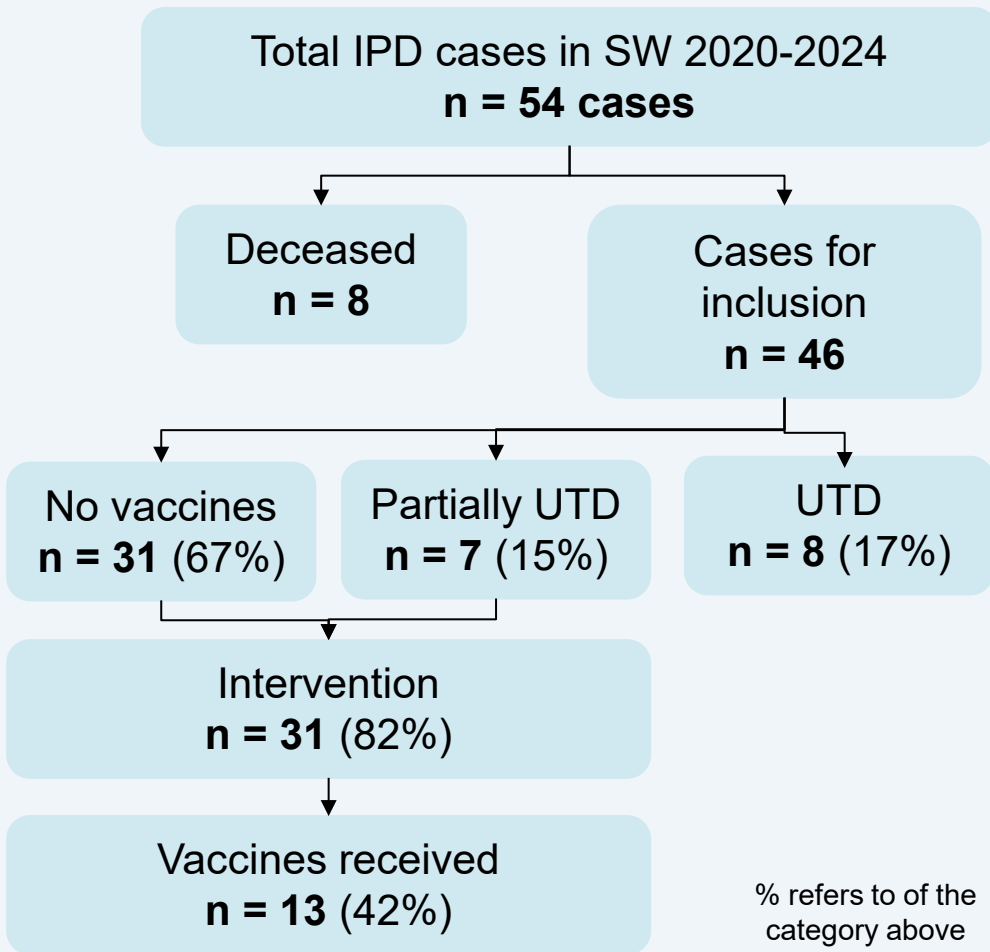 Total IPD cases in SW 2020-2024
n = 54 cases
Deceased
n = 8
Cases for
inclusion
n = 46
No vaccines
n = 31 (67%)
Partially UTD
n = 7 (15%)
UTD
n = 8 (17%)
Intervention
n = 31 (82%)
Vaccines received
n = 13 (42%)
% refers to of the
category above